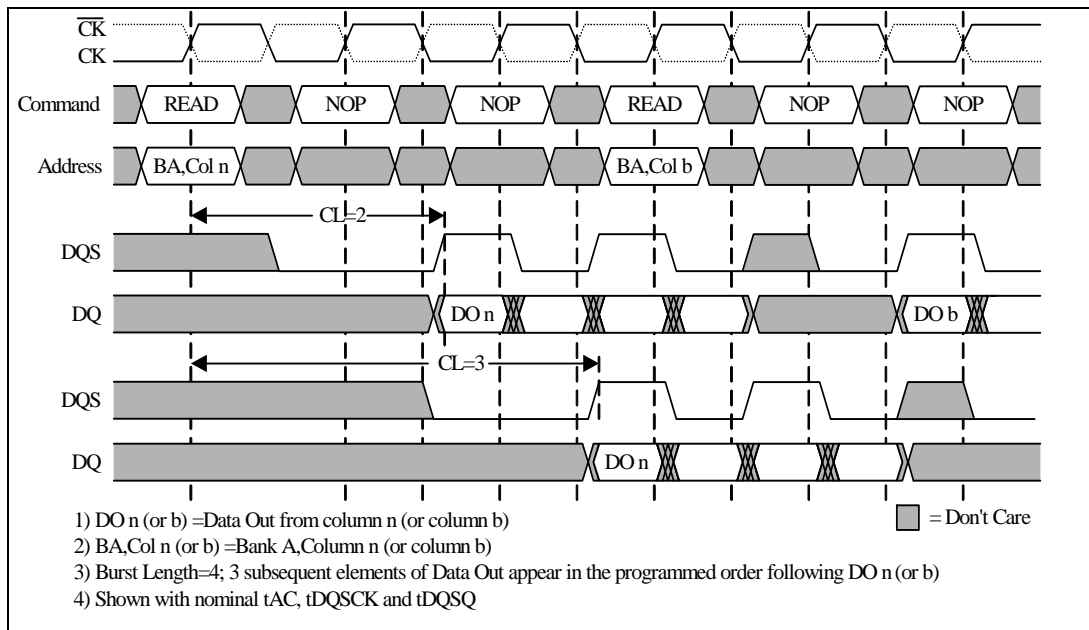 CK
CK
Command READ NOP NOP READ NOP NOP
Address BA,Col n BA,Col b
CL=2
DQS
DQ DO n DO b
CL=3
DQS
DQ DO n
1) DO n (or b) =Data Out from column n (or column b)
= Don't Care
2) BA,Col n (or b) =Bank A,Column n (or column b)
3) Burst Length=4; 3 subsequent elements of Data Out appear in the programmed order following DO n (or b)
4) Shown with nominal tAC, tDQSCK and tDQSQ